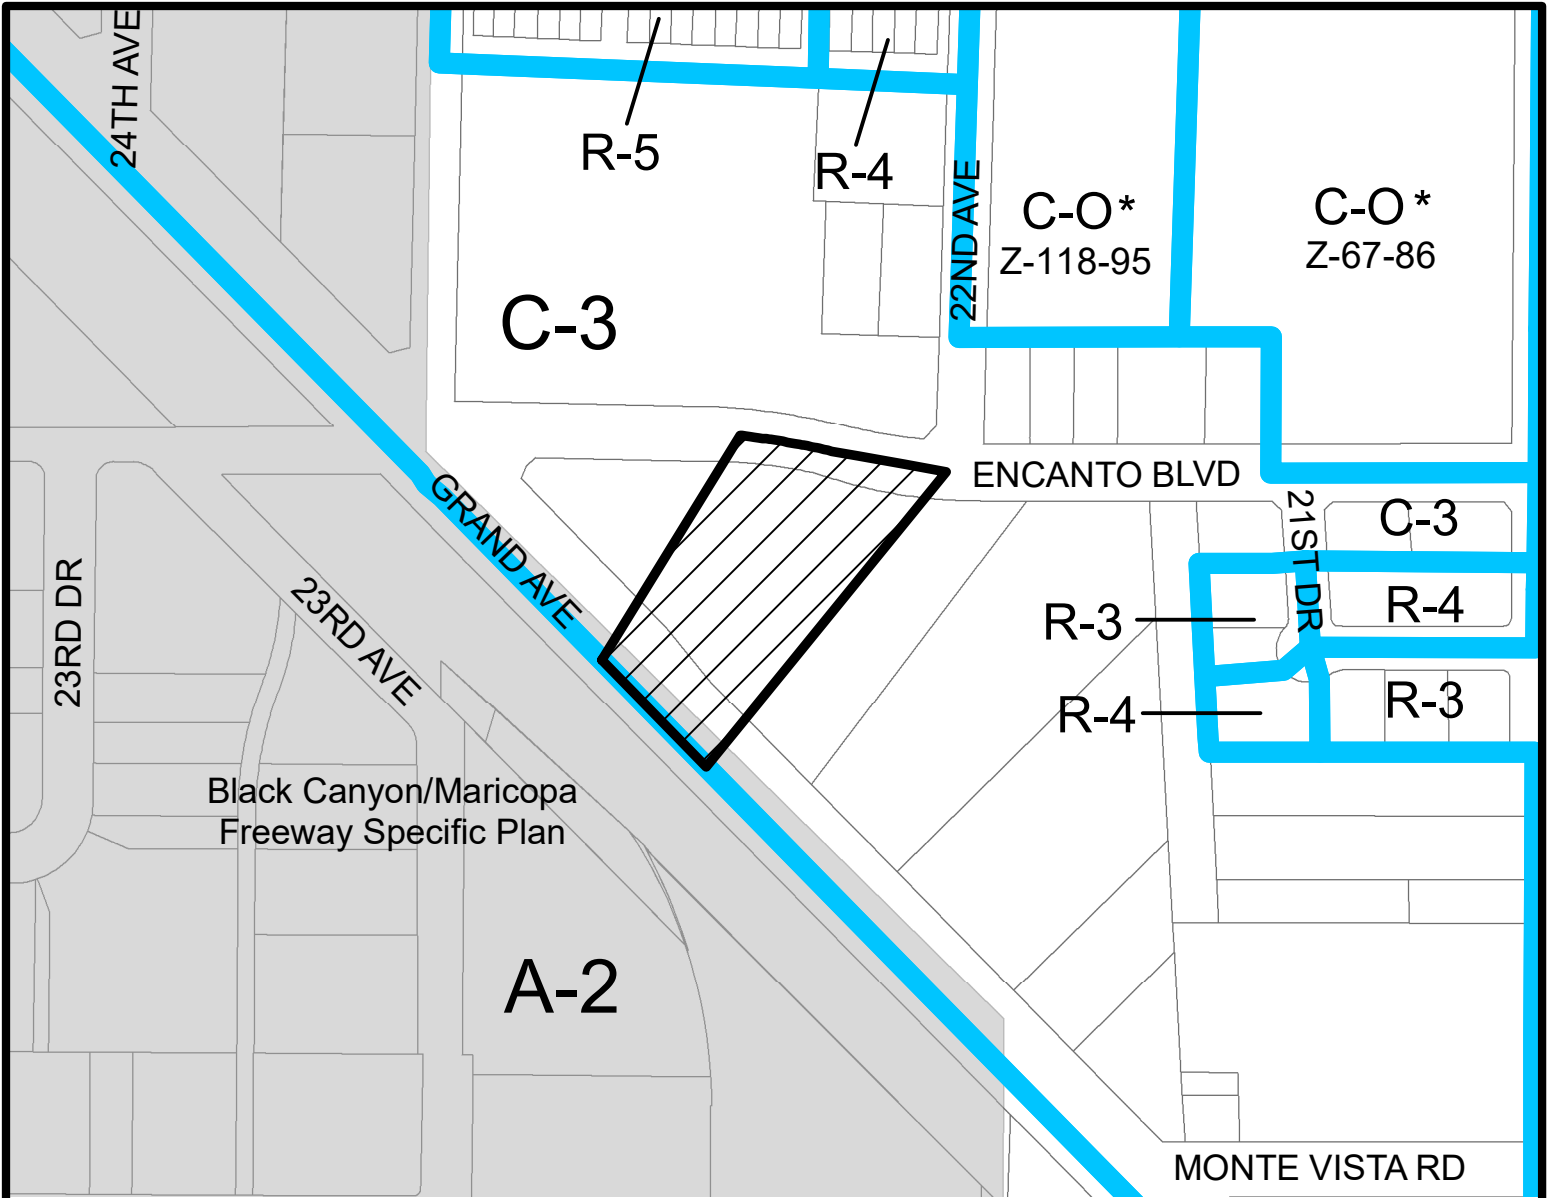 24TH AVE
R-5
R-4
22ND AVE
C-O *
Z-118-95
C-O *
Z-67-86
C-3
ENCANTO BLVD
GRAND AVE
21ST DR
C-3
23RD DR
23RD AVE
R-3
R-4
R-4
R-3
Black Canyon/Maricopa
Freeway Specific Plan
A-2
MONTE VISTA RD